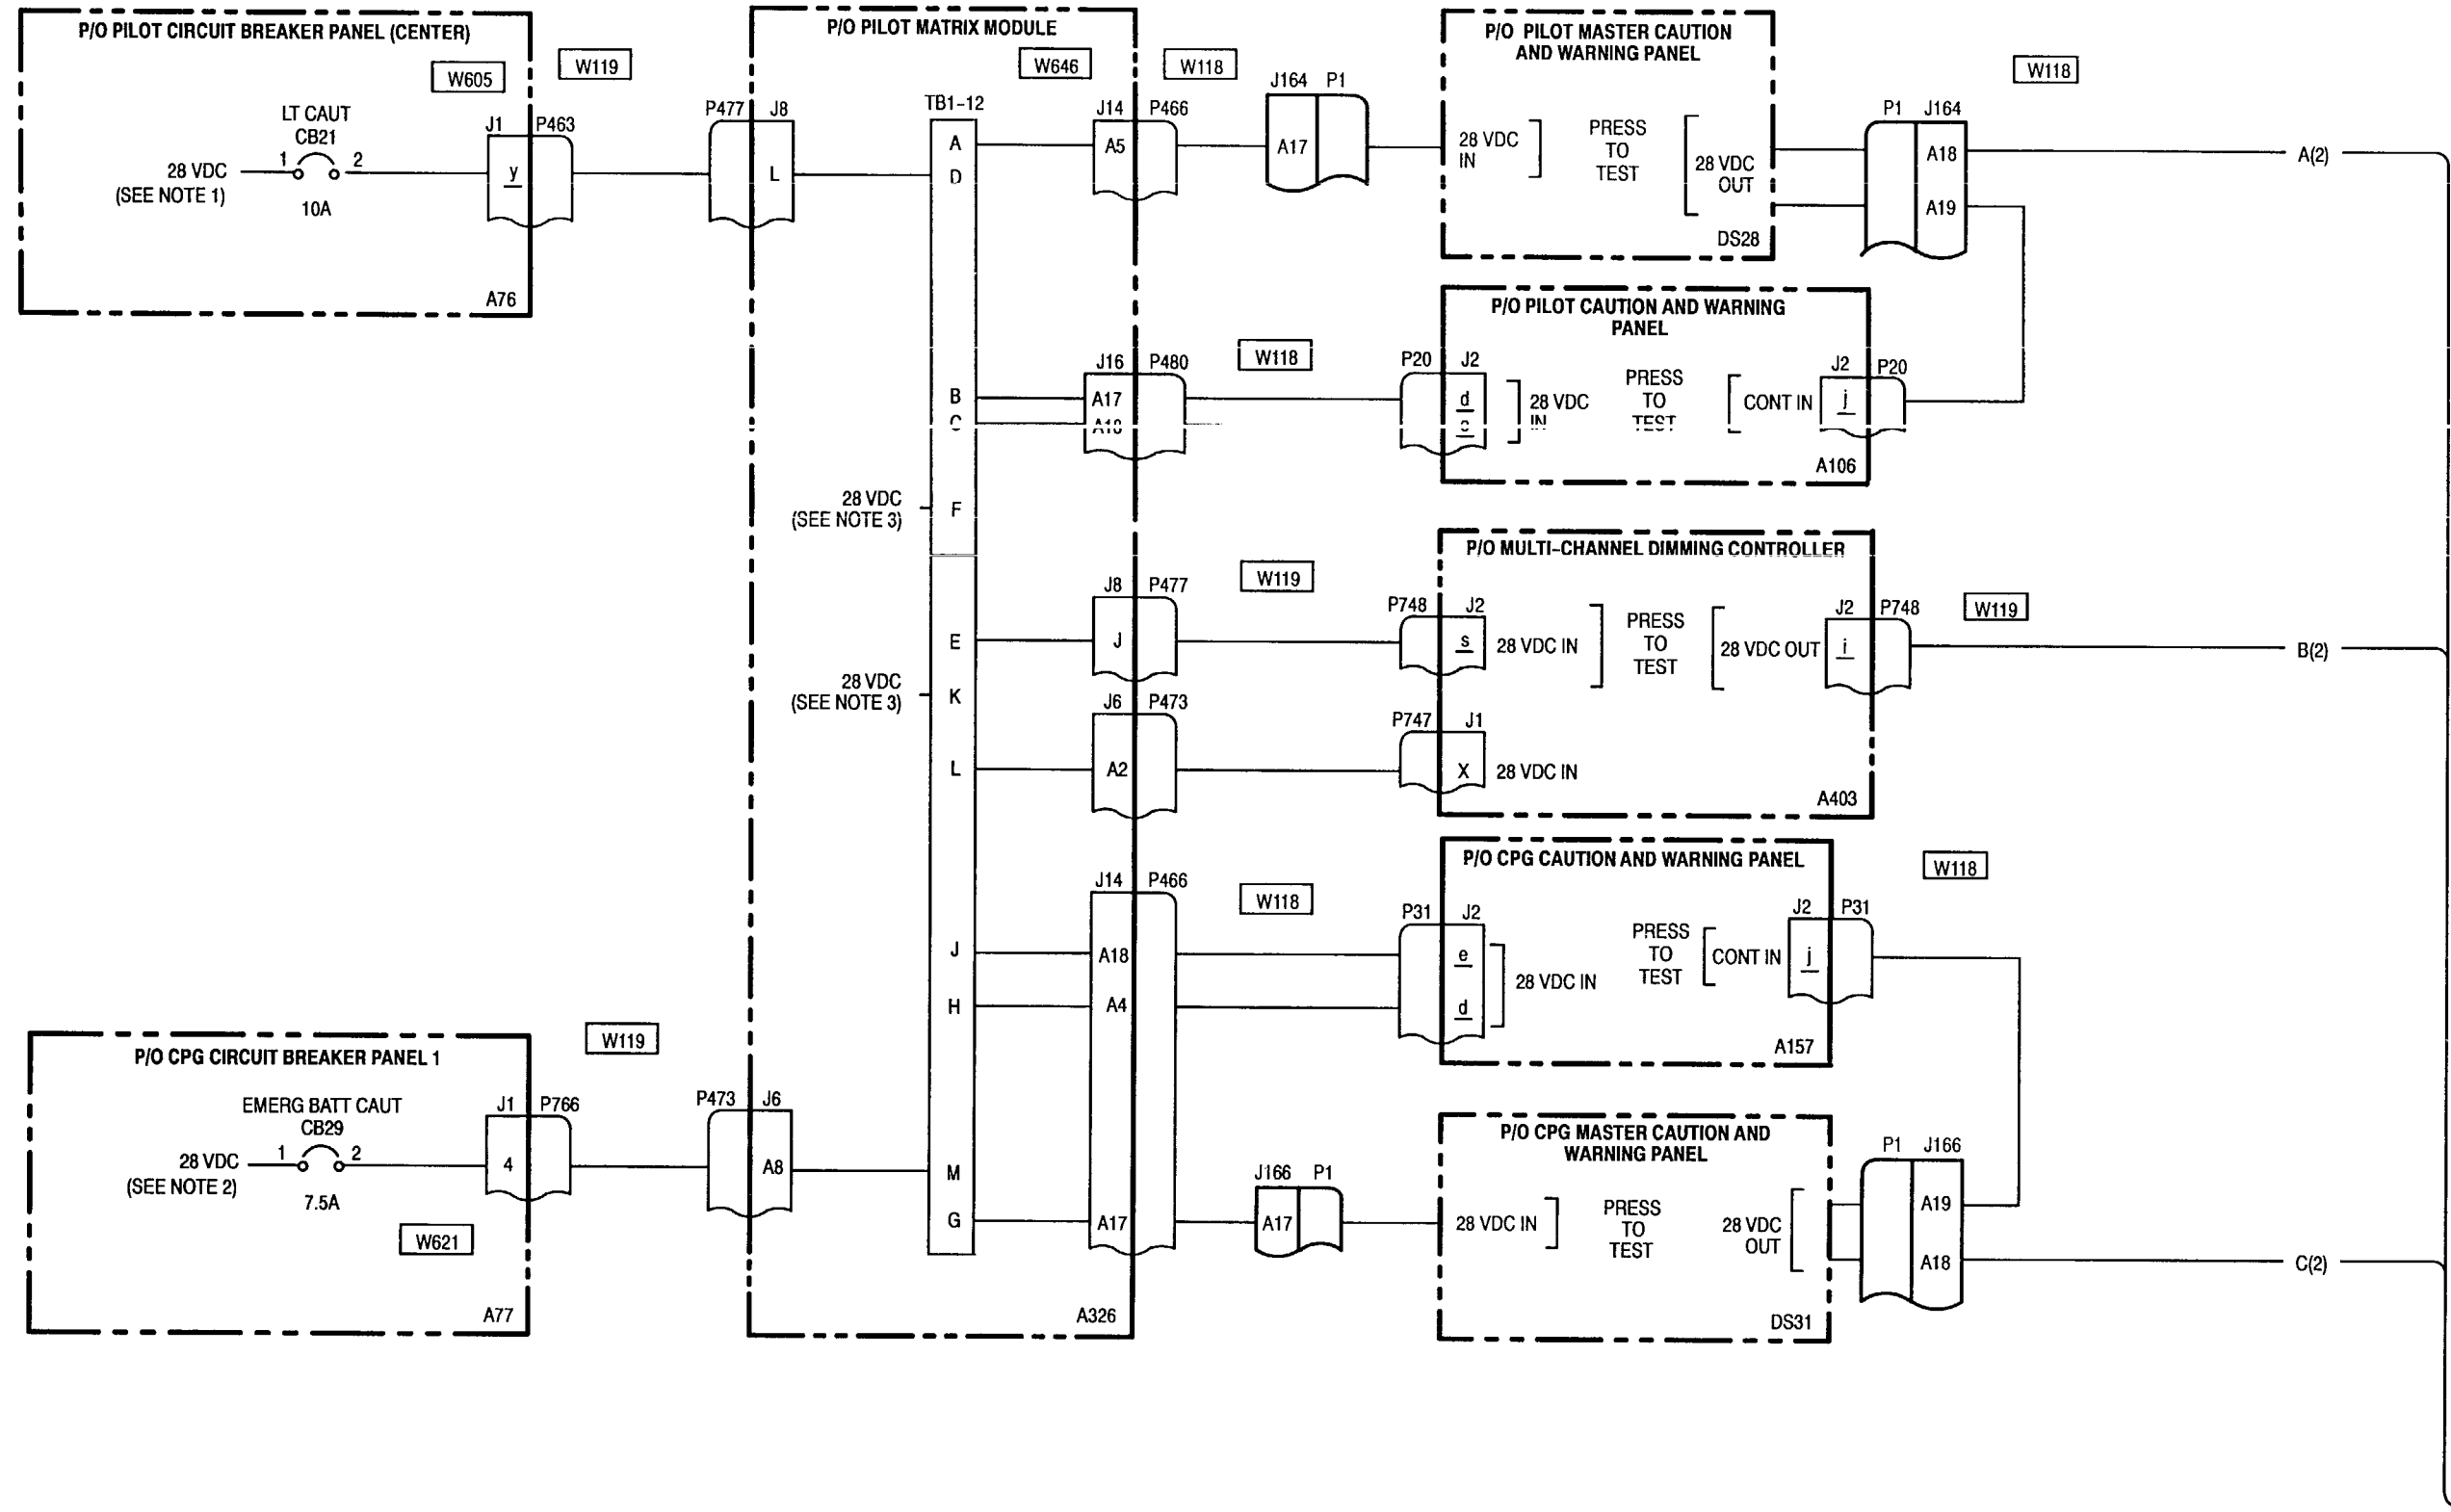 P/O PILOT CIRCUIT BREAKER PANEL (CENTER)
W605
LT CAUT
CB21
28 VDC
(SEE NOTE 1)
1
2
10A
J1
P463
y
A76
W119
P/O PILOT MATRIX MODULE
W646
P477
J8
L
TB1-12
A
D
B
C
28 VDC
(SEE NOTE 3)
F
E
28 VDC
(SEE NOTE 3)
K
L
J
H
M
G
J14
P466
A5
J16
P480
A17
J8
P477
J
J6
P473
A2
J14
P466
A18
A4
A17
A326
W118
J164
P1
A17
P/O PILOT MASTER CAUTION
AND WARNING PANEL
28 VDC
IN
PRESS
TO
TEST
28 VDC
OUT
DS28
P1
J164
A18
A19
W118
A(2)
W118
P/O PILOT CAUTION AND WARNING
PANEL
P20
J2
d
28 VDC
IN
PRESS
TO
TEST
CONT IN
J2
P20
j
A106
W119
P/O MULTI-CHANNEL DIMMING CONTROLLER
P748
J2
s
28 VDC IN
PRESS
TO
TEST
28 VDC OUT
J2
P748
i
P747
J1
X
28 VDC IN
A403
W119
B(2)
W118
P/O CPG CAUTION AND WARNING PANEL
P31
J2
e
d
28 VDC IN
PRESS
TO
TEST
CONT IN
J2
P31
j
A157
W118
P/O CPG CIRCUIT BREAKER PANEL 1
EMERG BATT CAUT
CB29
28 VDC
(SEE NOTE 2)
1
2
7.5A
W621
J1
P766
4
A77
W119
P473
J6
A8
J166
P1
A17
P/O CPG MASTER CAUTION AND
WARNING PANEL
28 VDC IN
PRESS
TO
TEST
28 VDC
OUT
DS31
P1
J166
A19
A18
C(2)